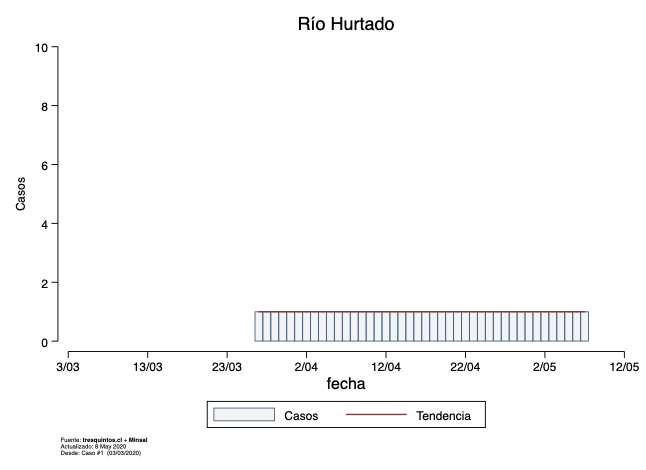 Río Hurtado
10
8
6
4
2
0
Casos
3/03 13/03 23/03 2/04 12/04 22/04 2/05 12/05
fecha
Casos Tendencia
Fuente: tresquintos.cl + Minsal
Actualizado: 8 May 2020
Desde: Caso #1 (03/03/2020)